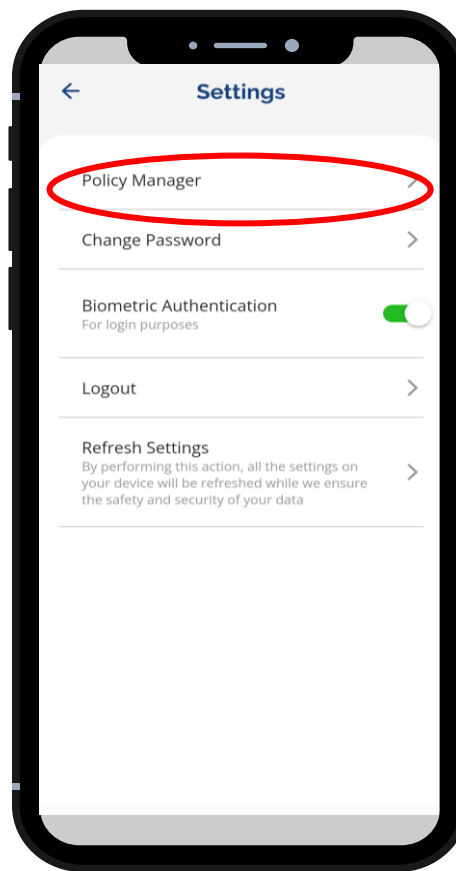 Settings
Policy Manager
Change Password
Biometric Authentication
For login purposes
Logout
Refresh Settings
By performing this action, all the settings on
your device will be refreshed while we ensure
the safety and security of your data